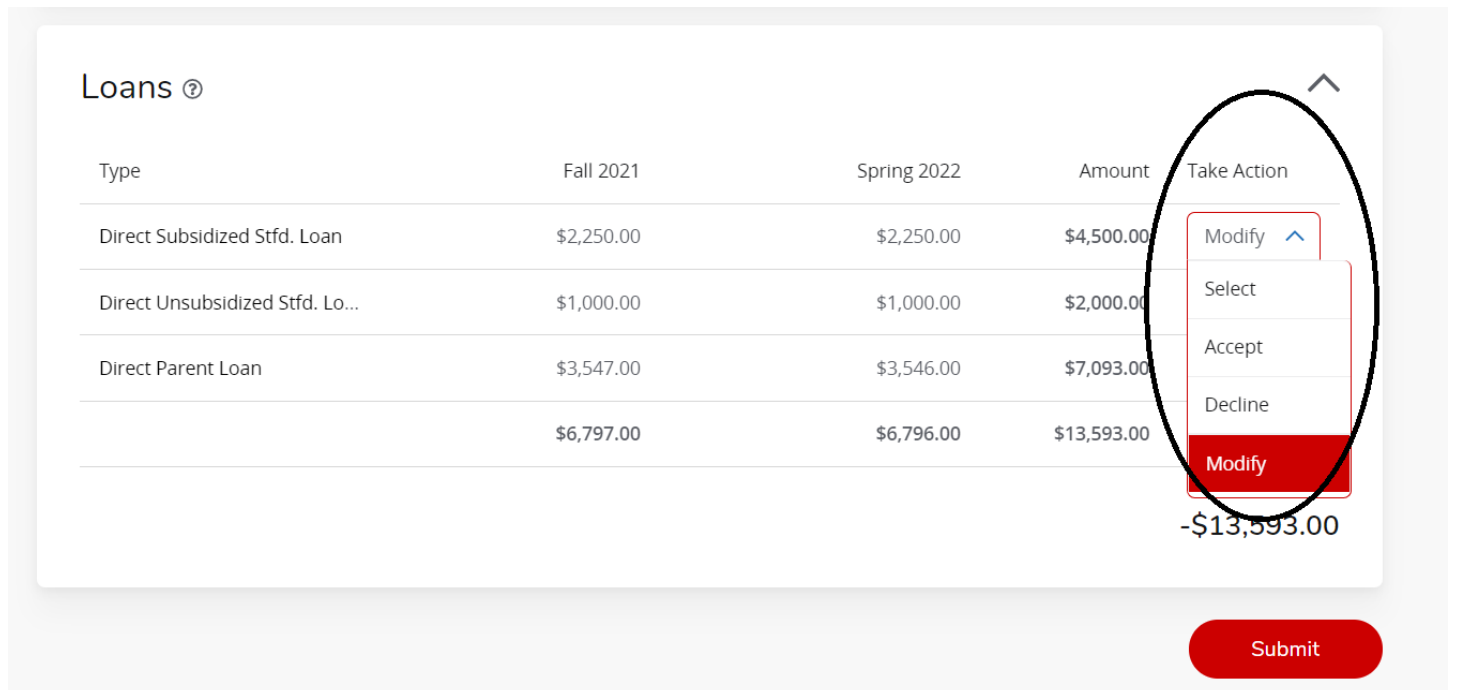 Loans ?
Type Fall 2021 Spring 2022 Amount Take Action
Direct Subsidized Stfd. Loan $2,250.00 $2,250.00 $4,500.00 Modify
Select
Direct Unsubsidized Stfd. Lo... $1,000.00 $1,000.00 $2,000.00
Accept
Direct Parent Loan $3,547.00 $3,546.00 $7,093.00
Decline
$6,797.00 $6,796.00 $13,593.00
Modify
-$13,593.00
Submit